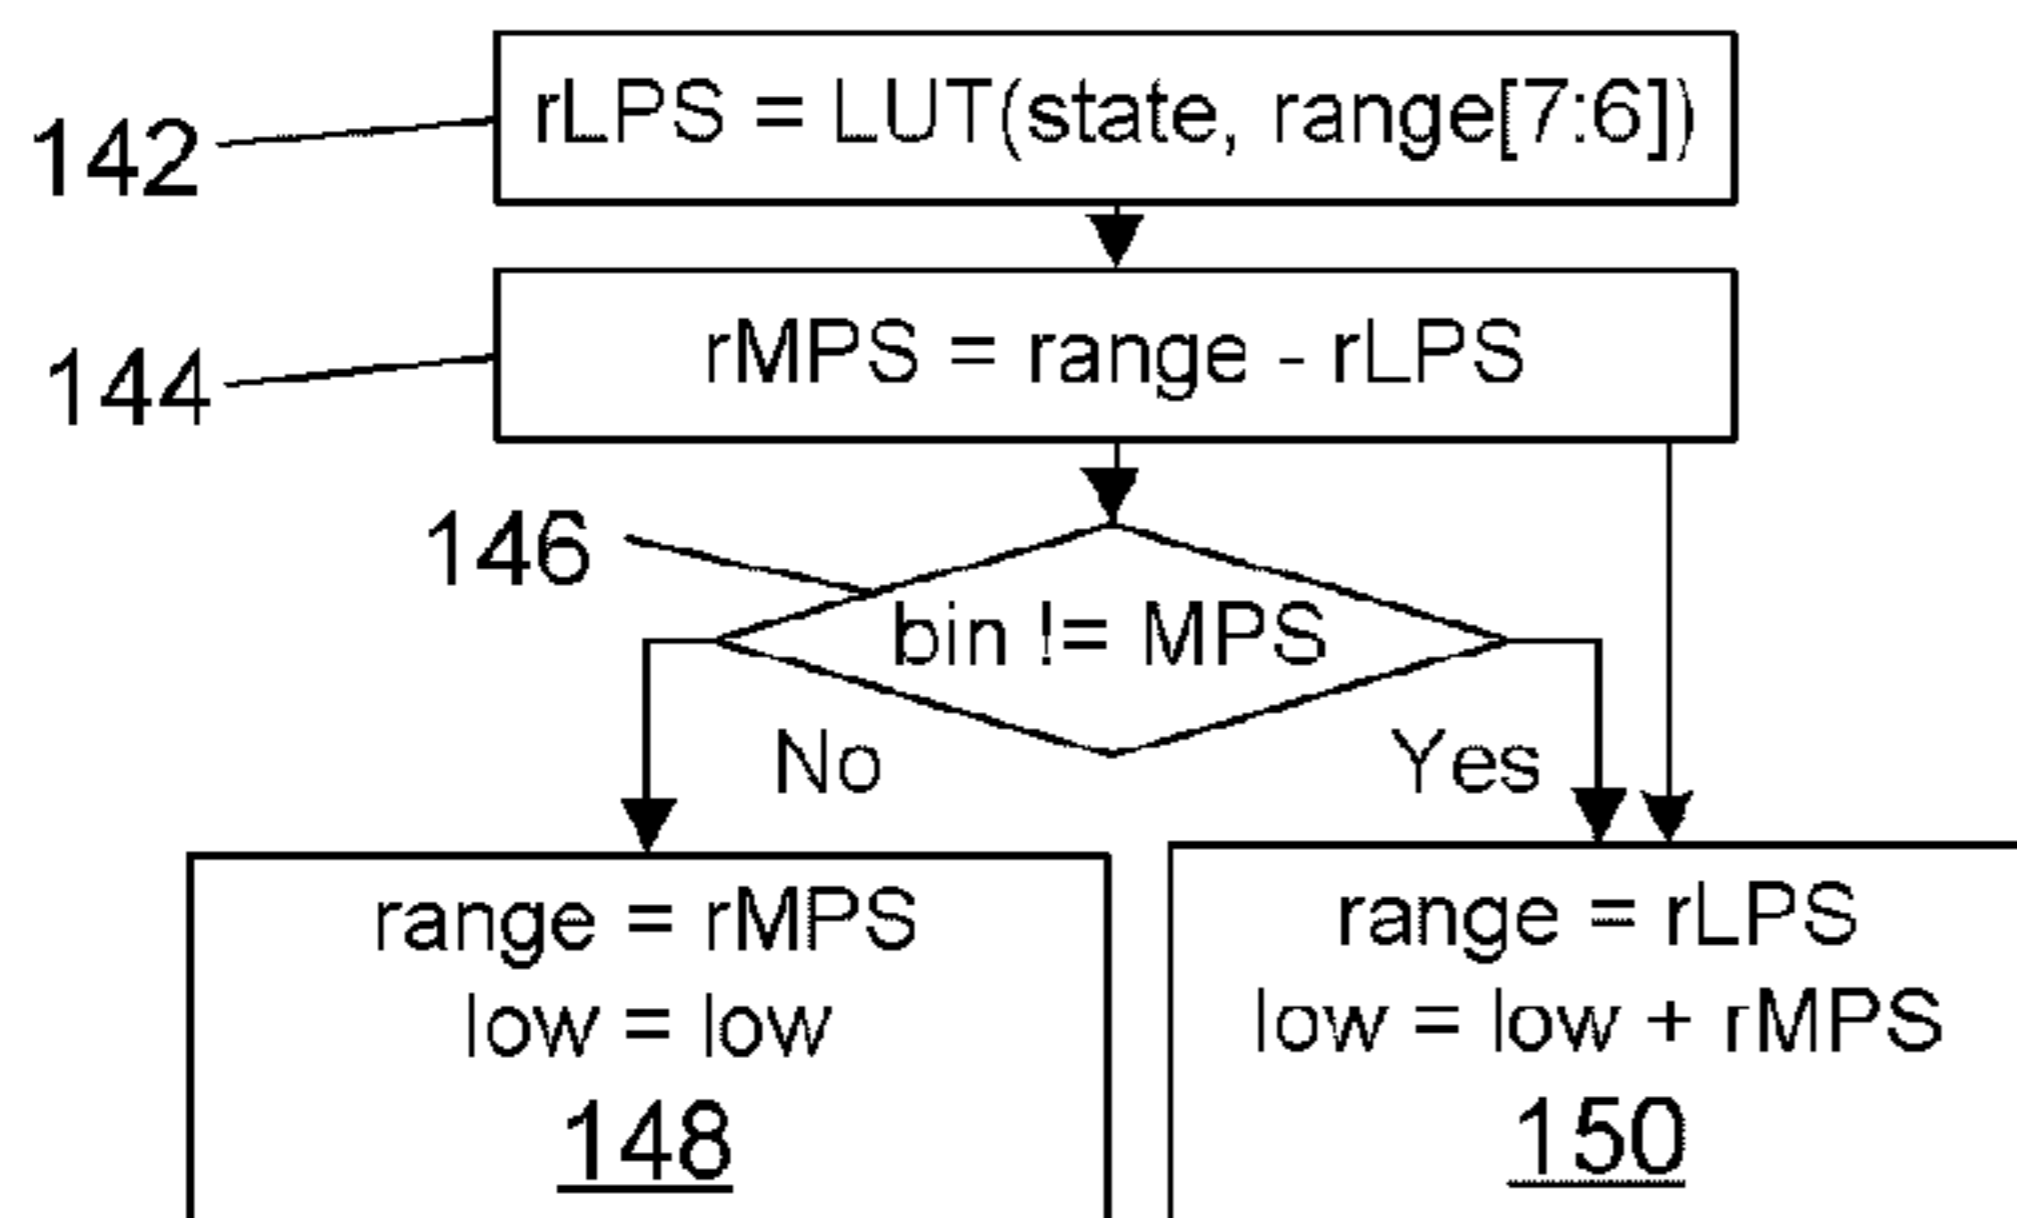 142
rLPS = LUT(state, range[7:6])
144
rMPS = range - rLPS
146
bin != MPS
No
Yes
range = rMPS
low = low
148
range = rLPS
low = low + rMPS
150